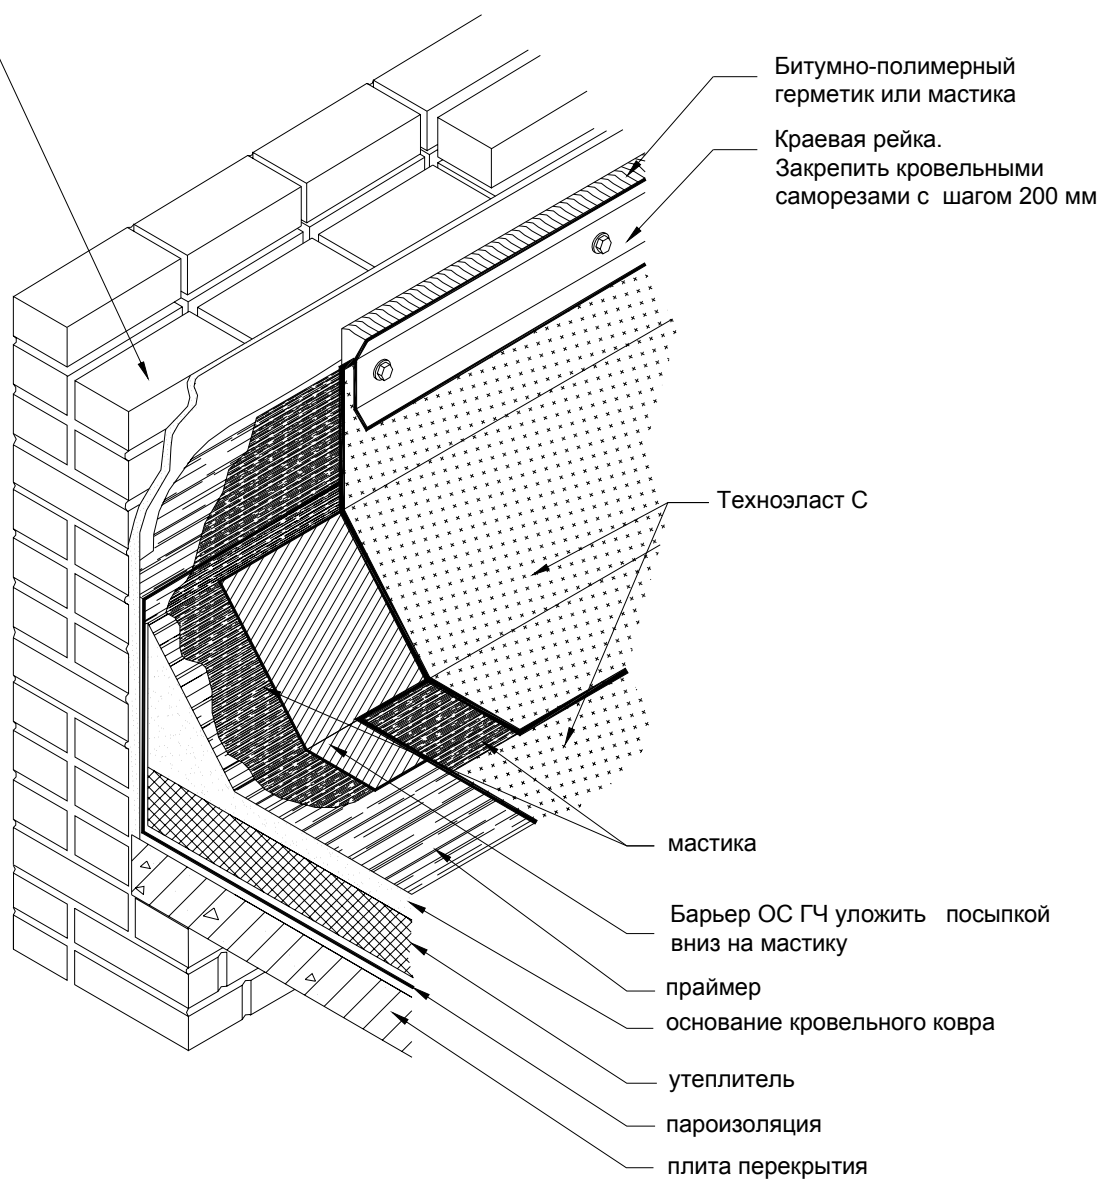 Битумно-полимерный
герметик или мастика
Краевая рейка.
Закрепить кровельными
саморезами с шагом 200 мм
Техноэласт С
мастика
Барьер ОС ГЧ уложить посыпкой
вниз на мастику
праймер
основание кровельного ковра
утеплитель
пароизоляция
плита перекрытия